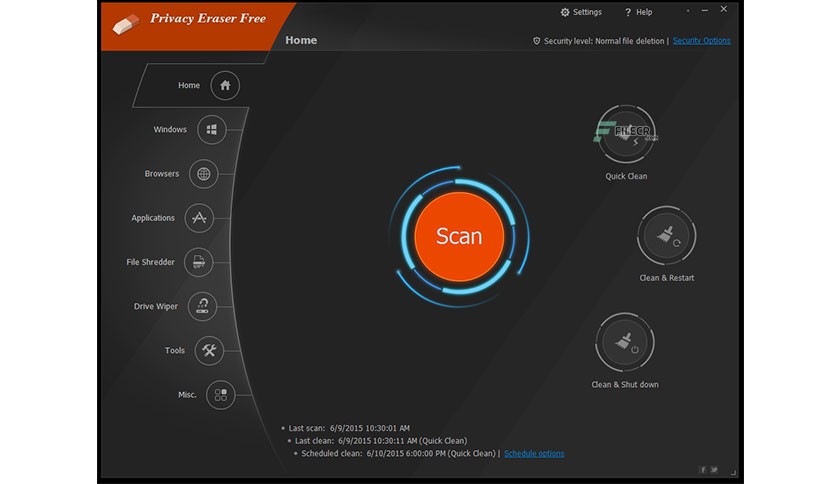 Privacy Eraser Free
Settings
? Help
Home
Security level: Normal file deletion | Security Options
Home
Windows
Browsers
Applications
File Shredder
Drive Wiper
Tools
Misc.
Scan
FILECR
Quick Clean
Clean & Restart
Clean & Shut down
Last scan: 6/9/2015 10:30:01 AM
Last clean: 6/9/2015 10:30:11 AM (Quick Clean)
Scheduled clean: 6/10/2015 6:00:00 PM (Quick Clean) | Schedule options